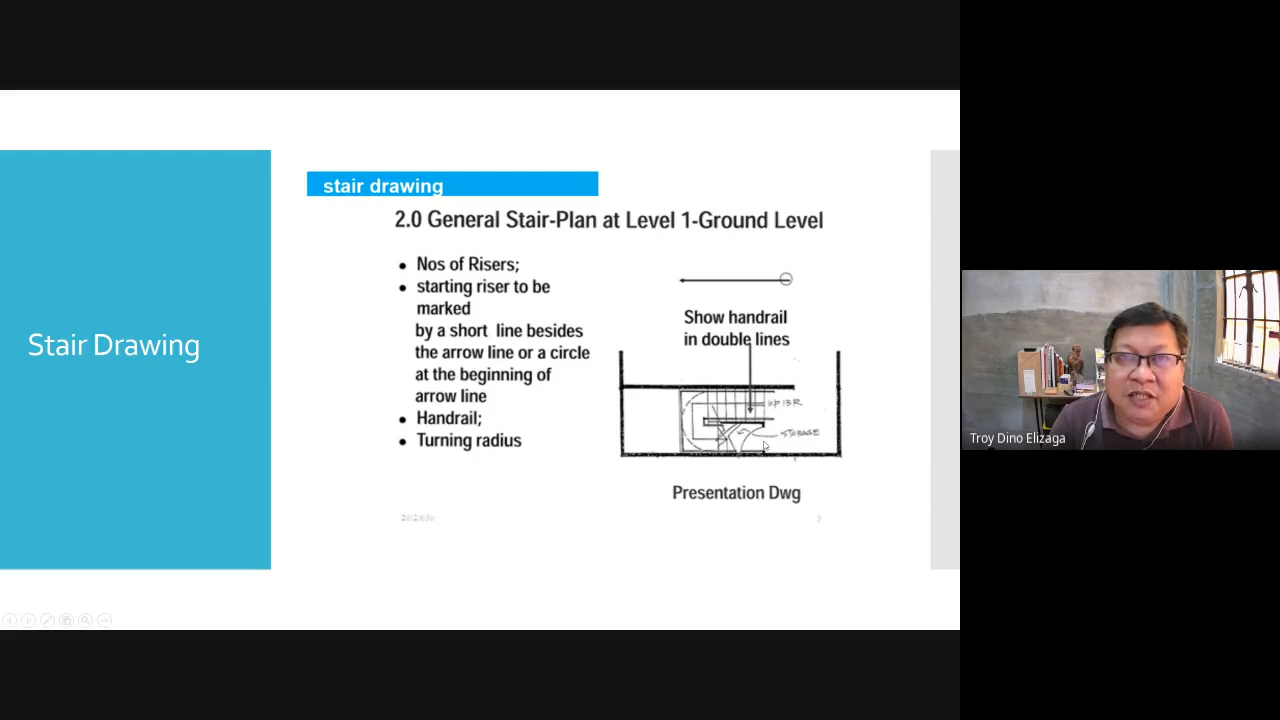 Stair Drawing
stair drawing
2.0 General Stair-Plan at Level 1-Ground Level
Nos of Risers;
starting riser to be
marked
by a short line besides
the arrow line or a circle
at the beginning of
arrow line
Handrail;
Turning radius
Show handrail
in double lines
STORAGE
Presentation Dwg
Troy Dino Elizaga